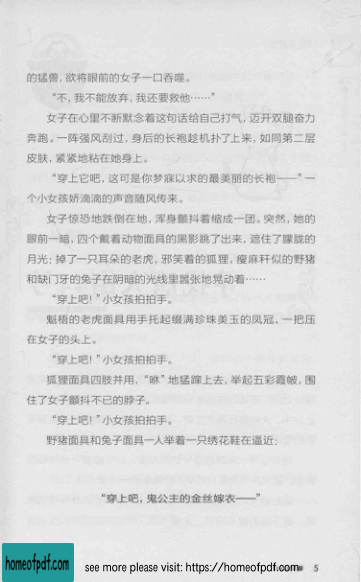 的猛兽，欲将眼前的女子一口吞噬。
“不，我不能放弃，我还要救他……”
女子在心里不断默念着这句话给自己打气，迈开双腿奋力
奔跑。一阵强风刮过，身后的长袍趁机扑了上来，如同第二层
皮肤，紧紧地粘在她身上。
“穿上它吧，这可是你梦寐以求的最美丽的长袍——”一
个小女孩娇滴滴的声音随风传来。
女子惊恐地跌倒在地，浑身颤抖着缩成一团。突然，她的
眼前一暗，四个戴着动物面具的黑影跳了出来，遮住了朦胧的
月光：掉了一只耳朵的老虎，邪笑着的狐狸，瘦麻秆似的野猪
和缺门牙的兔子在阴暗的光线里嚣张地晃动着……
“穿上吧！”小女孩拍拍手。
魁梧的老虎面具用手托起缀满珍珠美玉的凤冠，一把压
在女子的头上。
“穿上吧！”小女孩拍拍手。
狐狸面具四肢并用，“嘛”地猛蹿上去，举起五彩霞帔，围
住了女子颤抖不已的脖子。
“穿上吧！”小女孩拍拍手。
野猪面具和兔子面具一人举着一只绣花鞋在逼近：
“穿上吧，鬼公主的金丝嫁衣——”
5
homeofpdf.com
see more please visit: https://homeofpdf.com